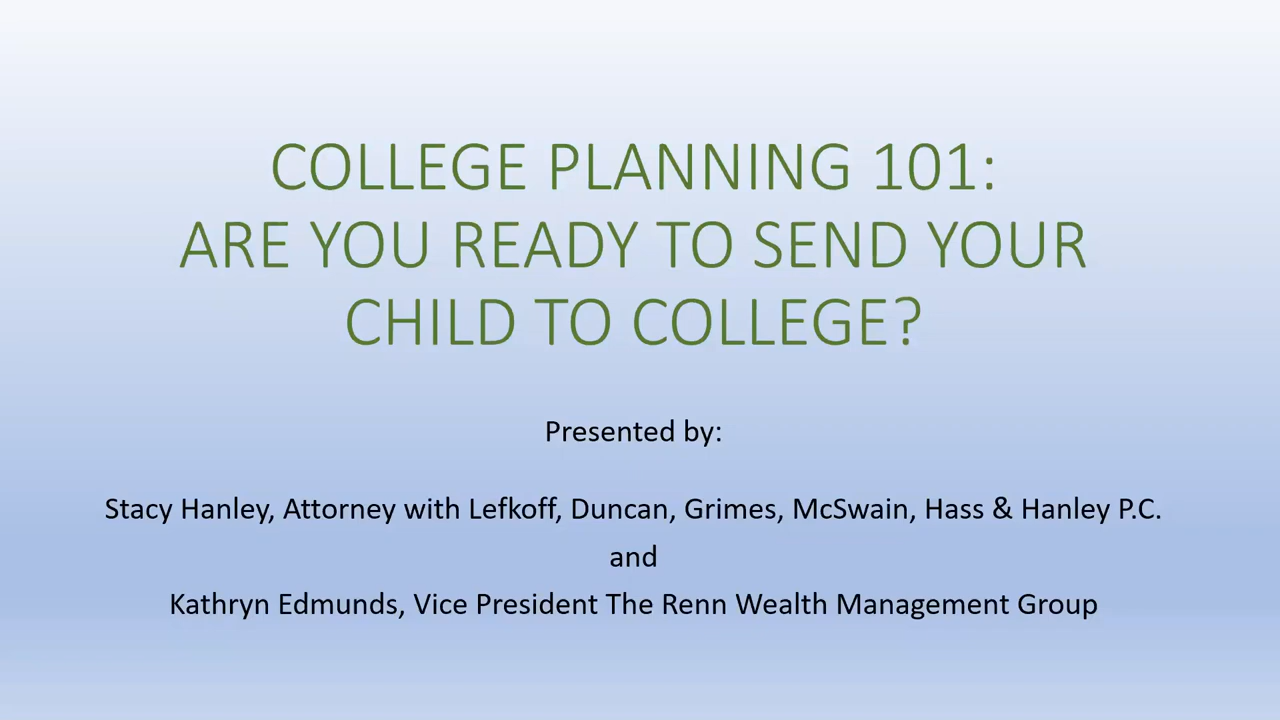 COLLEGE PLANNING 101:
ARE YOU READY TO SEND YOUR
CHILD TO COLLEGE?
Presented by:
Stacy Hanley, Attorney with Lefkoff, Duncan, Grimes, McSwain, Hass & Hanley P.C.
and
Kathryn Edmunds, Vice President The Renn Wealth Management Group